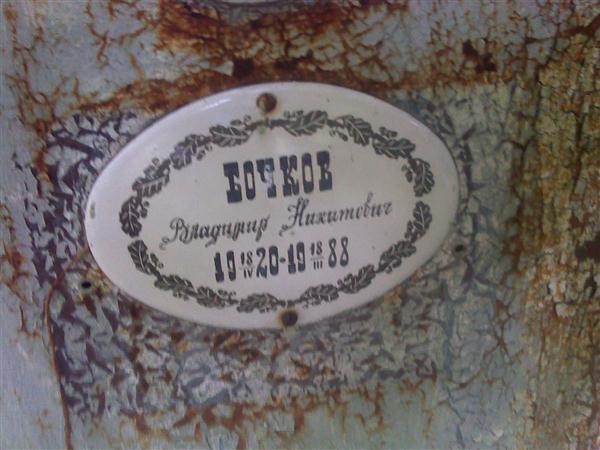 БОЧКОВ
Владимир Никитович
19 18/IV 20-19 18/III 88